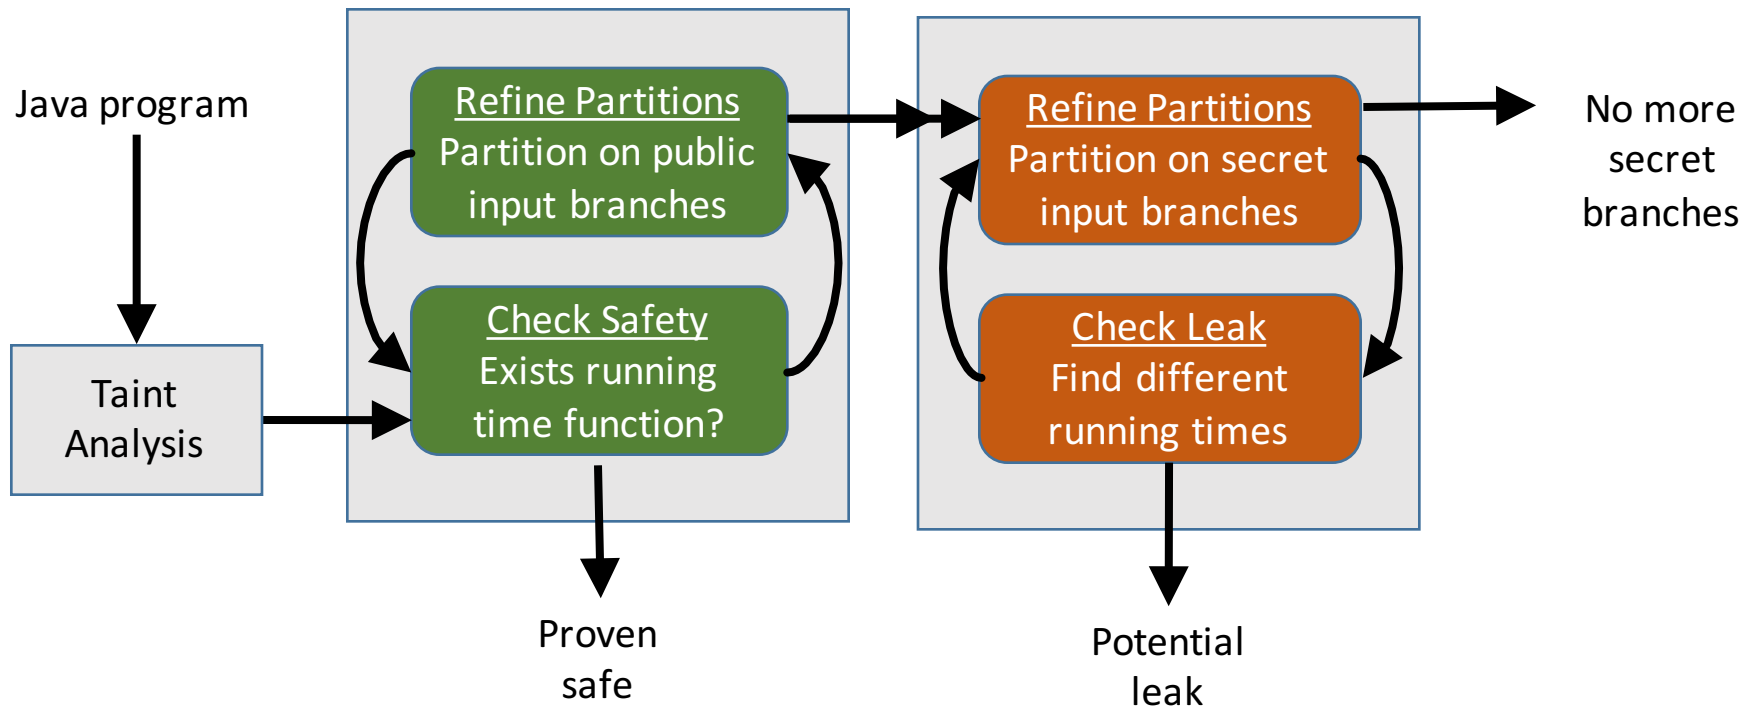 Java program
Taint
Analysis
Refine Partitions
Partition on public
input branches
Check Safety
Exists running
time function?
Proven
safe
Refine Partitions
Partition on secret
input branches
Check Leak
Find different
running times
Potential
leak
No more
secret
branches